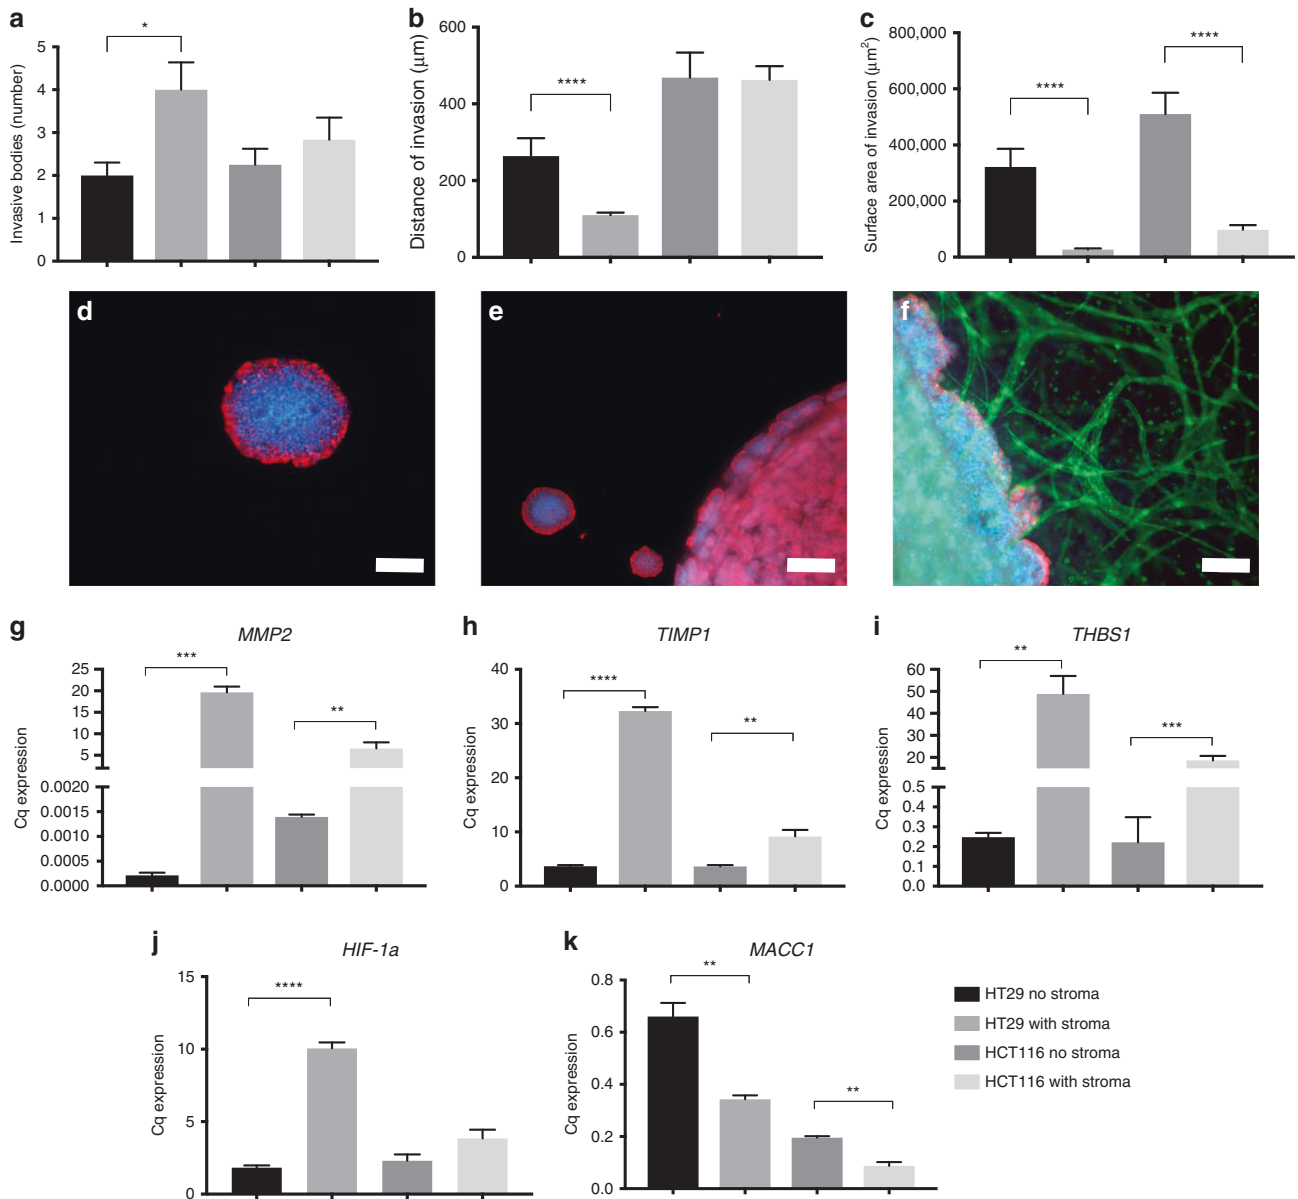 a
Invasive bodies (number)
5
4
3
2
1
0
*
b
Distance of invasion (μm)
600
400
200
0
****
c
Surface area of invasion (μm²)
800,000
600,000
400,000
200,000
0
****
****
d
e
f
g
MMP2
Cq expression
25
20
15
10
5
0.0020
0.0015
0.0010
0.0005
0.0000
***
**
h
TIMP1
Cq expression
40
30
20
10
0
****
**
i
THBS1
Cq expression
60
50
40
30
20
0.5
0.4
0.3
0.2
0.1
0.0
**
***
j
HIF-1a
Cq expression
15
10
5
0
****
k
MACC1
Cq expression
0.8
0.6
0.4
0.2
0.0
**
**
HT29 no stroma
HT29 with stroma
HCT116 no stroma
HCT116 with stroma